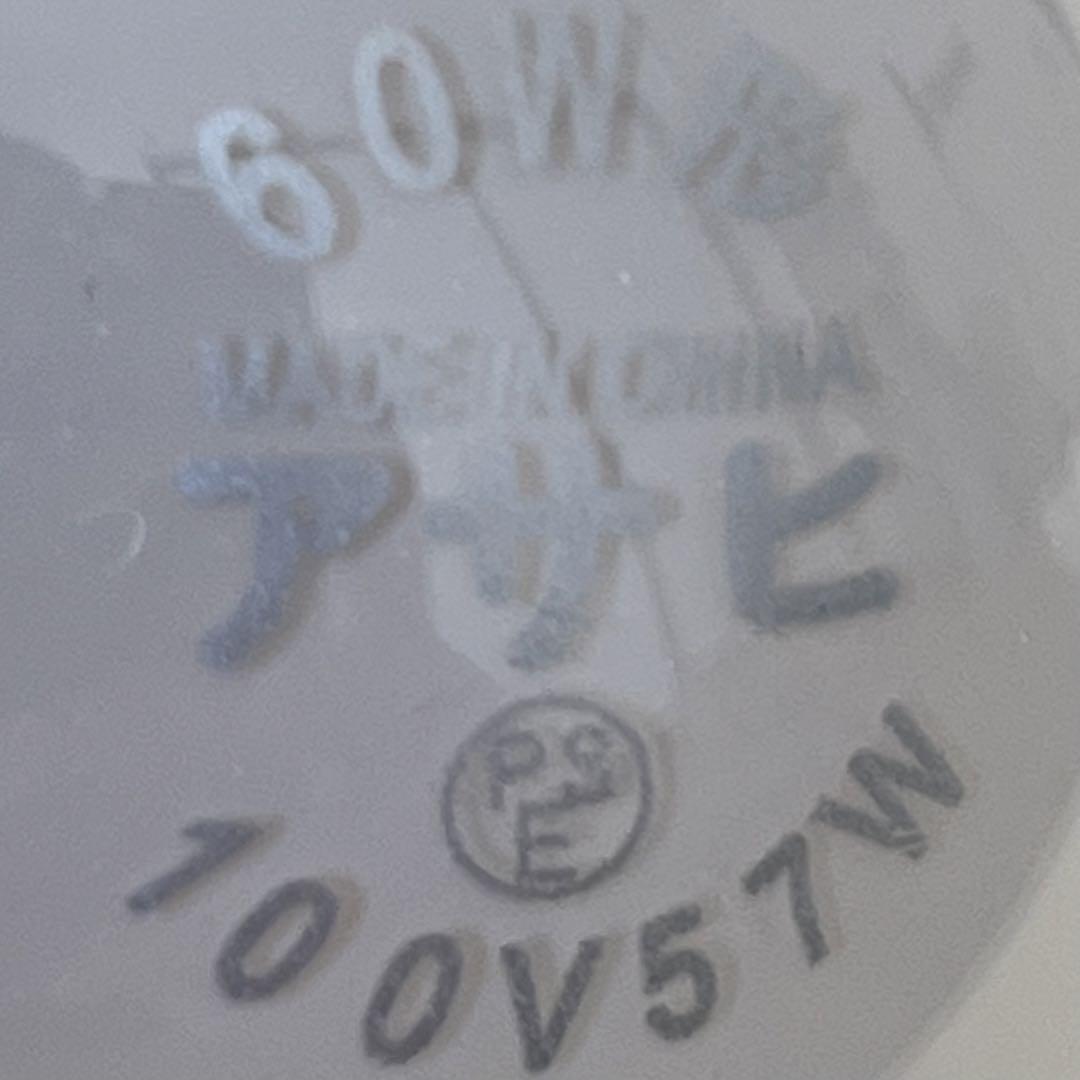 60W形
MADE IN CHINA
アサヒ
PSE
100V57W